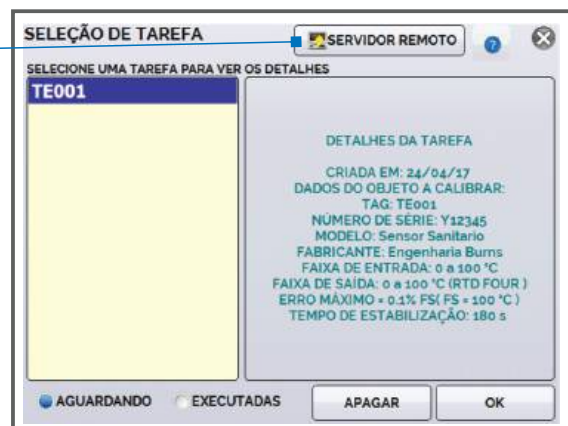 SELEÇÃO DE TAREFA
SERVIDOR REMOTO
?
SELECIONE UMA TAREFA PARA VER OS DETALHES
TE001
DETALHES DA TAREFA
CRIADA EM: 24/04/17
DADOS DO OBJETO A CALIBRAR:
TAG: TE001
NÚMERO DE SÉRIE: Y12345
MODELO: Sensor Sanitario
FABRICANTE: Engenharia Burns
FAIXA DE ENTRADA: 0 a 100 °C
FAIXA DE SAÍDA: 0 a 100 °C (RTD FOUR )
ERRO MÁXIMO = 0.1% FS( FS = 100 °C )
TEMPO DE ESTABILIZAÇÃO: 180 s
AGUARDANDO
EXECUTADAS
APAGAR
OK